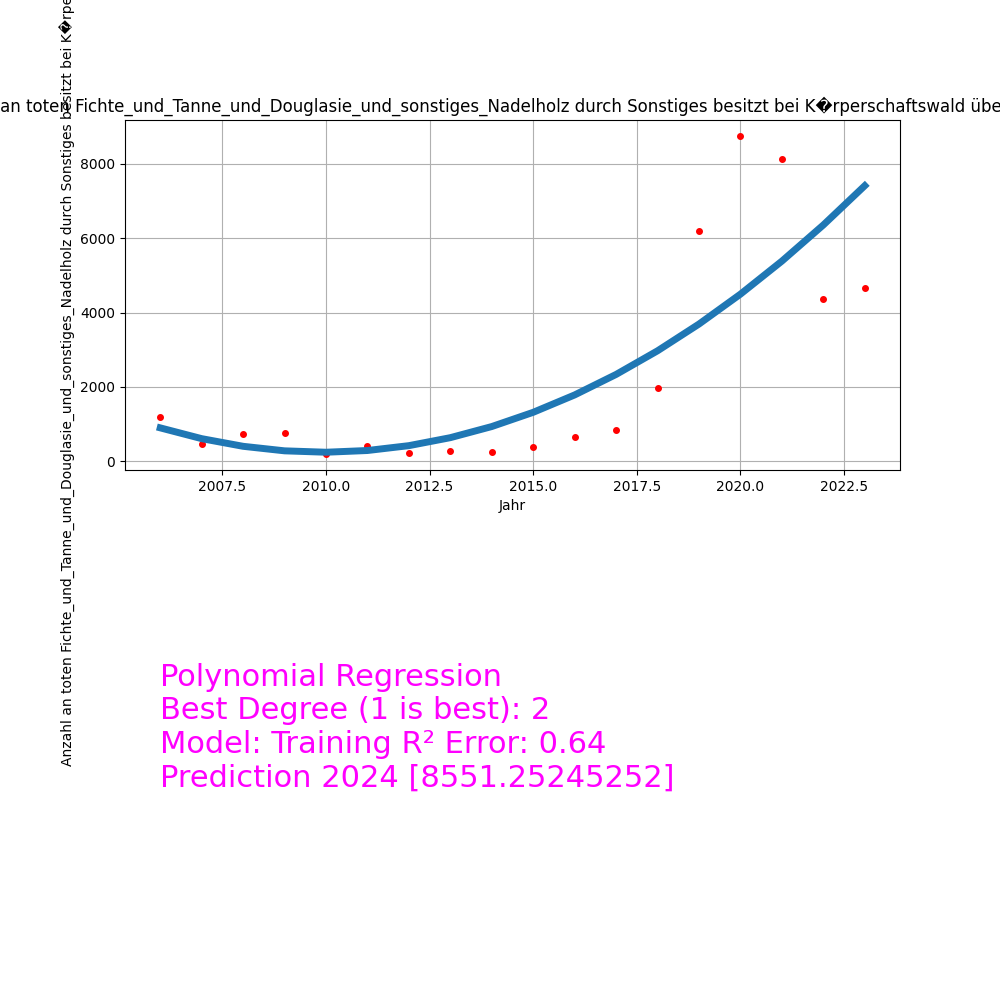 an toten Fichte_und_Tanne_und_Douglasie_und_sonstiges_Nadelholz durch Sonstiges besitzt bei K�rperschaftswald übe
Anzahl an toten Fichte_und_Tanne_und_Douglasie_und_sonstiges_Nadelholz durch Sonstiges besitzt bei K�rpe
8000
6000
4000
2000
0
2007.5 2010.0 2012.5 2015.0 2017.5 2020.0 2022.5
Jahr
Polynomial Regression
Best Degree (1 is best): 2
Model: Training R² Error: 0.64
Prediction 2024 [8551.25245252]